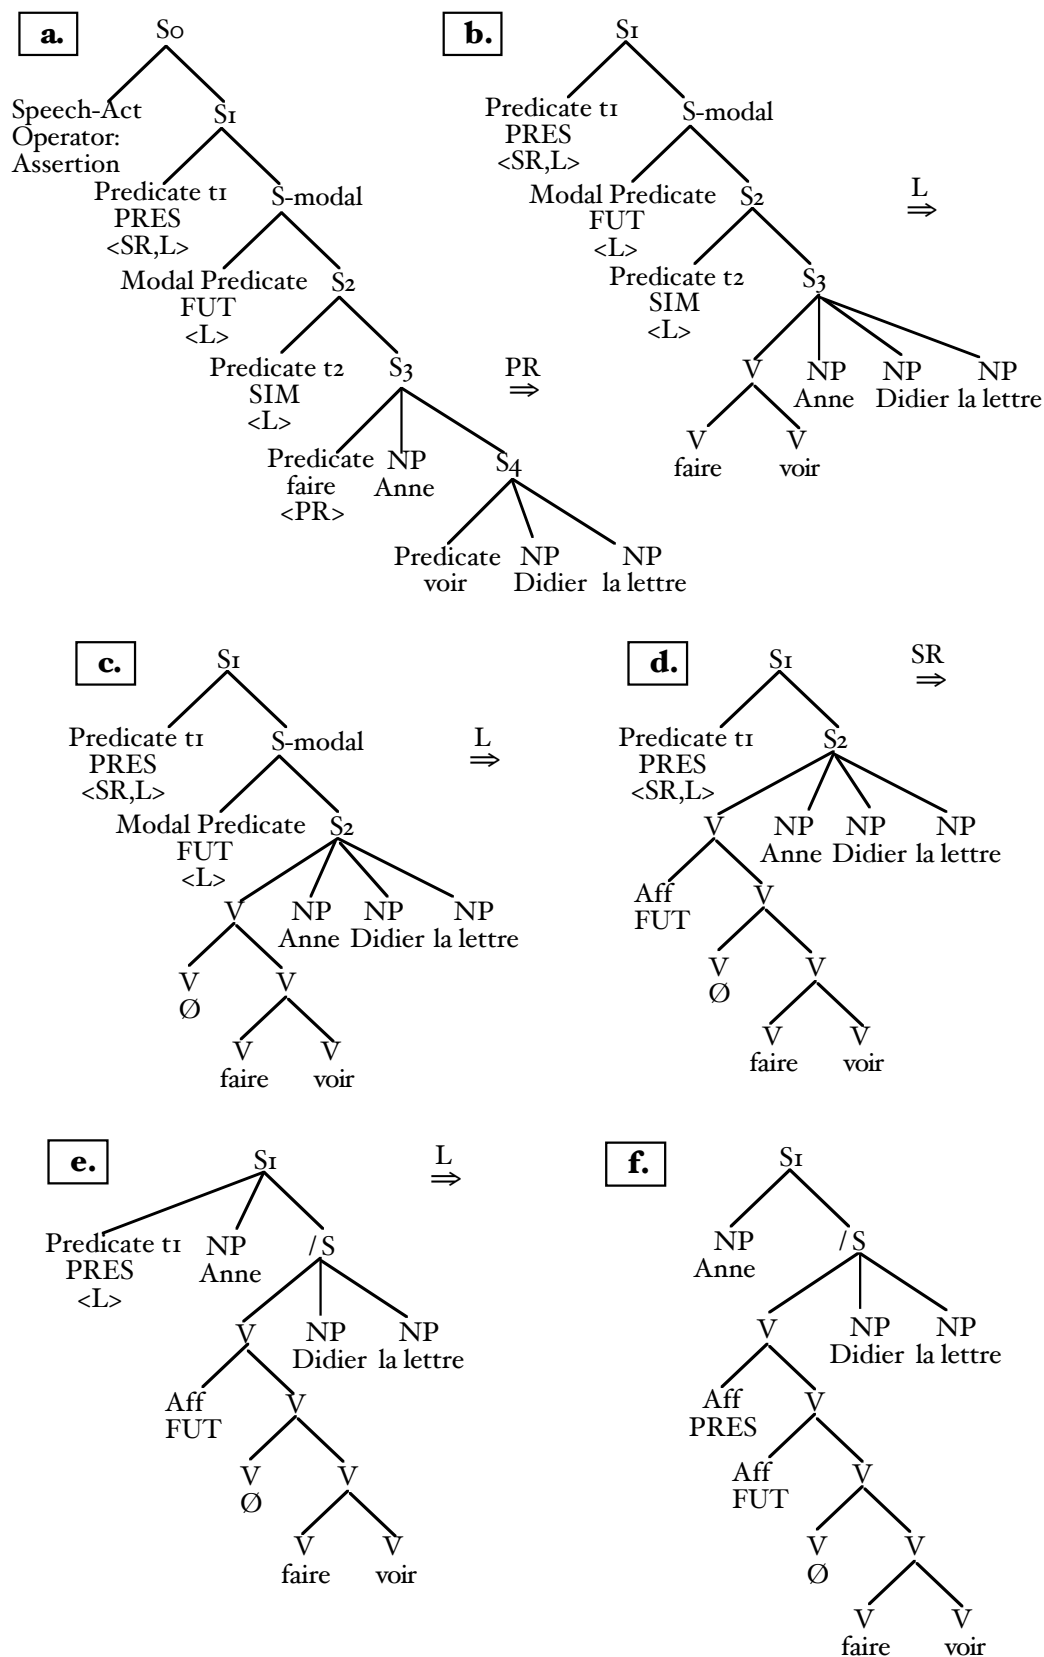 a.
S0
Speech-Act
Operator:
Assertion
S1
Predicate t1
PRES
<SR,L>
S-modal
Modal Predicate
FUT
<L>
S2
Predicate t2
SIM
<L>
S3
Predicate
faire
<PR>
NP
Anne
S4
Predicate
voir
NP
Didier
NP
la lettre
PR
⇒
b.
S1
Predicate t1
PRES
<SR,L>
S-modal
Modal Predicate
FUT
<L>
S2
Predicate t2
SIM
<L>
S3
V
NP
Anne
NP
Didier
NP
la lettre
V
faire
V
voir
L
⇒
c.
S1
Predicate t1
PRES
<SR,L>
S-modal
Modal Predicate
FUT
<L>
S2
V
NP
Anne
NP
Didier
NP
la lettre
V
Ø
V
V
faire
V
voir
L
⇒
d.
S1
Predicate t1
PRES
<SR,L>
S2
V
NP
Anne
NP
Didier
NP
la lettre
Aff
FUT
V
V
Ø
V
V
faire
V
voir
SR
⇒
e.
S1
Predicate t1
PRES
<L>
NP
Anne
/S
V
NP
Didier
NP
la lettre
Aff
FUT
V
V
Ø
V
V
faire
V
voir
L
⇒
f.
S1
NP
Anne
/S
V
NP
Didier
NP
la lettre
Aff
PRES
V
Aff
FUT
V
V
Ø
V
V
faire
V
voir